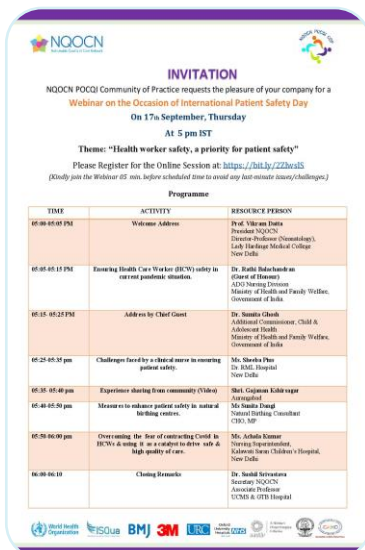 NQOCN
NQOCN POCQI COP
INVITATION
NQOCN POCQI Community of Practice requests the pleasure of your company for a
Webinar on the Occasion of International Patient Safety Day
On 17th September, Thursday
At 5 pm IST
Theme: “Health worker safety, a priority for patient safety”
Please Register for the Online Session at:
(Kindly join the Webinar 05 min. before scheduled time to avoid any last-minute issues/challenges.)
Programme
TIME ACTIVITY RESOURCE PERSON
05:00-05:05 PM Welcome Address Prof. Vikram Datta
President NQOCN
Director-Professor (Neonatology),
Lady Hardinge Medical College
New Delhi
05:05-05:15 PM Ensuring Health Care Worker (HCW) safety in Dr. Rathi Balachandran
current pandemic situation. (Guest of Honour)
ADG Nursing Division
Ministry of Health and Family Welfare,
Government of India
05:15- 05:25 PM Address by Chief Guest Dr. Sumita Ghosh
Additional Commissioner, Child &
Adolescent Health
Ministry of Health and Family Welfare,
Government of India
05:25-05:35 pm Challenges faced by a clinical nurse in ensuring Ms. Sheeba Pius
patient safety. Dr. RML Hospital
New Delhi
05:35- 05:40 pm Experience sharing from community (Video) Shri. Gajanan Kshirsagar
Aurangabad
05:40-05:50 pm Measures to enhance patient safety in natural Ms Sunita Dangi
birthing centres. Natural Birthing Consultant
CHO, MP
05:50-06:00 pm Overcoming the fear of contracting Covid in Ms. Achala Kumar
HCWs & using it as a catalyst to drive safe & Nursing Superintendent,
high quality of care. Kalawati Saran Children’s Hospital,
New Delhi
06:00-06:10 Closing Remarks Dr. Sushil Srivastava
Secretary NQOCN
Associate Professor
UCMS & GTB Hospital
World Health
Organization
ISQua
BMJ
3M
URC
NHS